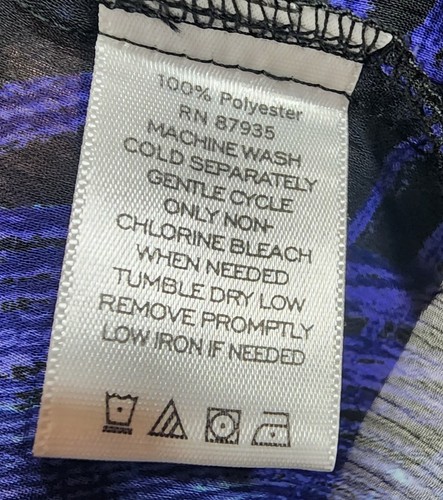 100% Polyester
RN 87935
MACHINE WASH
COLD SEPARATELY
GENTLE CYCLE
ONLY NON-
CHLORINE BLEACH
WHEN NEEDED
TUMBLE DRY LOW
REMOVE PROMPTLY
LOW IRON IF NEEDED